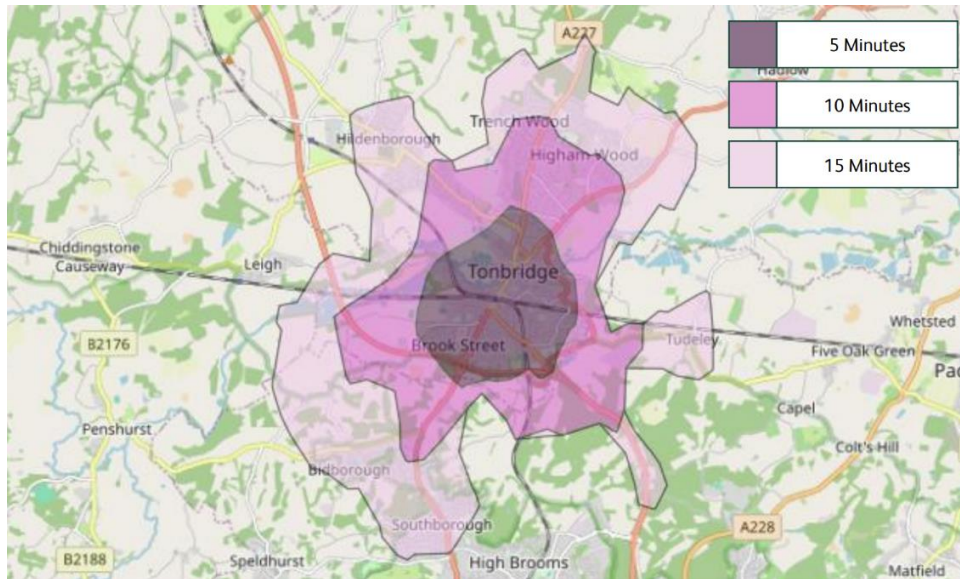 A227
5 Minutes
Hadlow
10 Minutes
Trench Wood
Hildenborough
Higham Wood
15 Minutes
Chiddingstone
Causeway
Leigh
Tonbridge
Whetsted
B2176
Brook Street
Tudeley
Five Oak Green
Capel
Penshurst
Colt's Hill
Bidborough
Southborough
A228
B2188
Speldhurst
High Brooms
Matfield